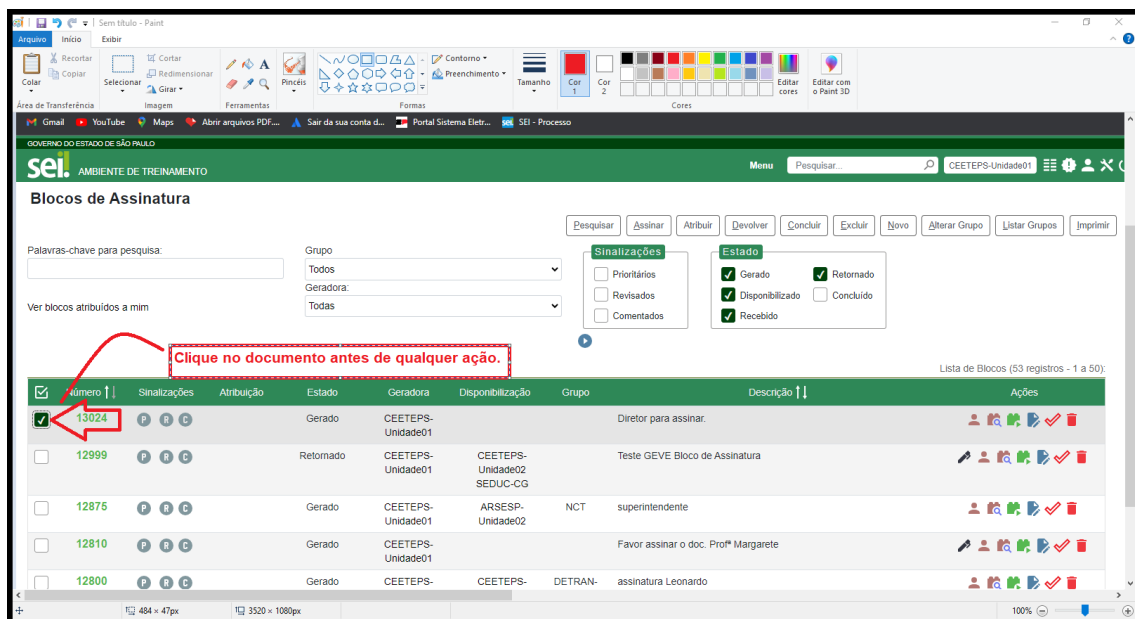 Sem título - Paint
Arquivo Início Exibir
Colar
Recortar
Copiar
Área de Transferência
Selecionar
Cortar
Redimensionar
Girar
Imagem
Ferramentas
Pincéis
Formas
Contorno
Preenchimento
Tamanho
Cor 1
Cor 2
Cores
Editar cores
Editar com o Paint 3D
Gmail YouTube Maps Abrir arquivos PDF.... Sair da sua conta d... Portal Sistema Eletr... SEI - Processo
GOVERNO DO ESTADO DE SÃO PAULO
sei! AMBIENTE DE TREINAMENTO Menu Pesquisar... CEETEPS-Unidade01
Blocos de Assinatura
Pesquisar Assinar Atribuir Devolver Concluir Excluir Novo Alterar Grupo Listar Grupos Imprimir
Palavras-chave para pesquisa:
Ver blocos atribuídos a mim
Grupo
Todos
Geradora:
Todas
Sinalizações
Prioritários
Revisados
Comentados
Estado
Gerado Retornado
Disponibilizado Concluído
Recebido
Clique no documento antes de qualquer ação.
Lista de Blocos (53 registros - 1 a 50):
Número Sinalizações Atribuição Estado Geradora Disponibilização Grupo Descrição Ações
13024 P R C Gerado CEETEPS-Unidade01 Diretor para assinar.
12999 P R C Retornado CEETEPS-Unidade01 CEETEPS-Unidade02 SEDUC-CG Teste GEVE Bloco de Assinatura
12875 P R C Gerado CEETEPS-Unidade01 ARSESP-Unidade02 NCT superintendente
12810 P R C Gerado CEETEPS-Unidade01 Favor assinar o doc. Profª Margarete
12800 P R C Gerado CEETEPS- CEETEPS- DETRAN- assinatura Leonardo
484 × 47px 3520 × 1080px 100%